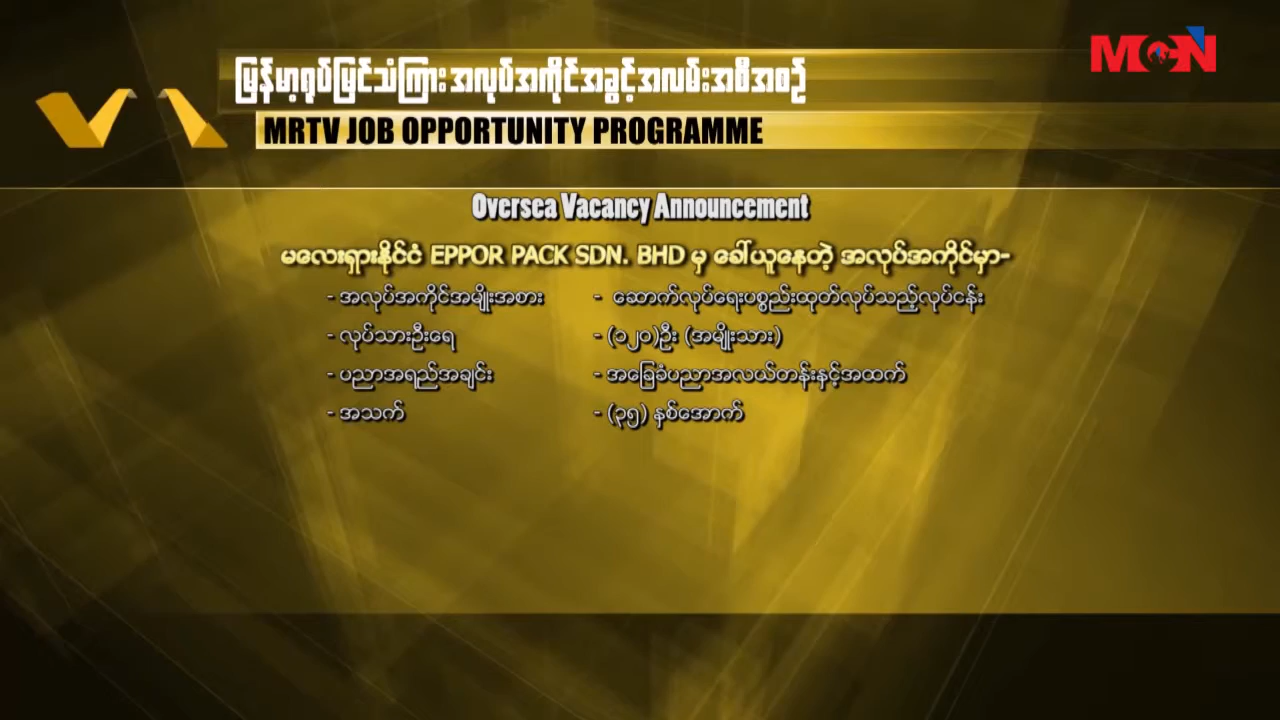 MGN
မြန်မာ့ရုပ်မြင်သံကြား အလုပ်အကိုင်အခွင့်အလမ်းအစီအစဉ်
MRTV JOB OPPORTUNITY PROGRAMME
Oversea Vacancy Announcement
မလေးရှားနိုင်ငံ EPPOR PACK SDN. BHD မှ ခေါ်ယူနေတဲ့ အလုပ်အကိုင်မှာ-
- အလုပ်အကိုင်အမျိုးအစား - ဆောက်လုပ်ရေးပစ္စည်းထုတ်လုပ်သည့်လုပ်ငန်း
- လုပ်သားဦးရေ - (၁၂၀)ဦး (အမျိုးသား)
- ပညာအရည်အချင်း - အခြေခံပညာအလယ်တန်းနှင့်အထက်
- အသက် - (၃၅) နှစ်အောက်